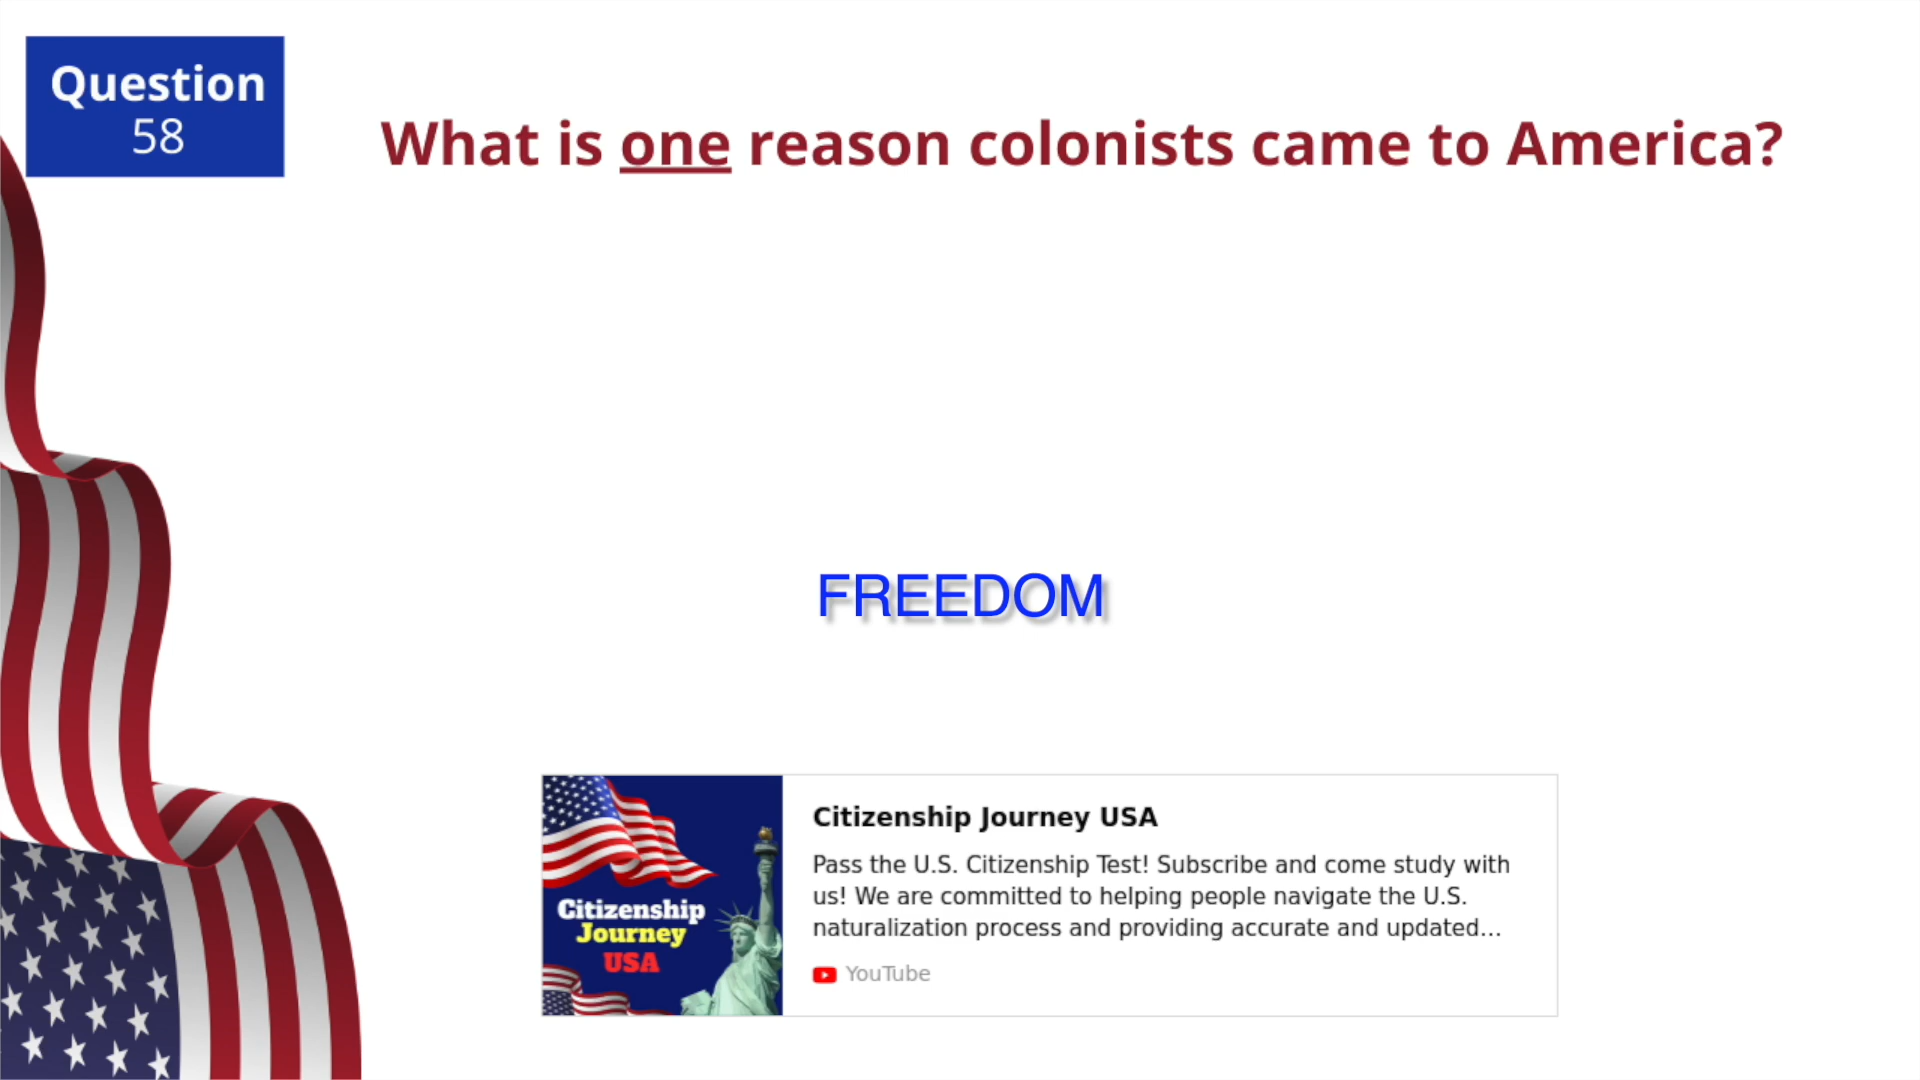 Question
58
What is one reason colonists came to America?
FREEDOM
Citizenship
Journey
USA
Citizenship Journey USA
Pass the U.S. Citizenship Test! Subscribe and come study with
us! We are committed to helping people navigate the U.S.
naturalization process and providing accurate and updated...
YouTube